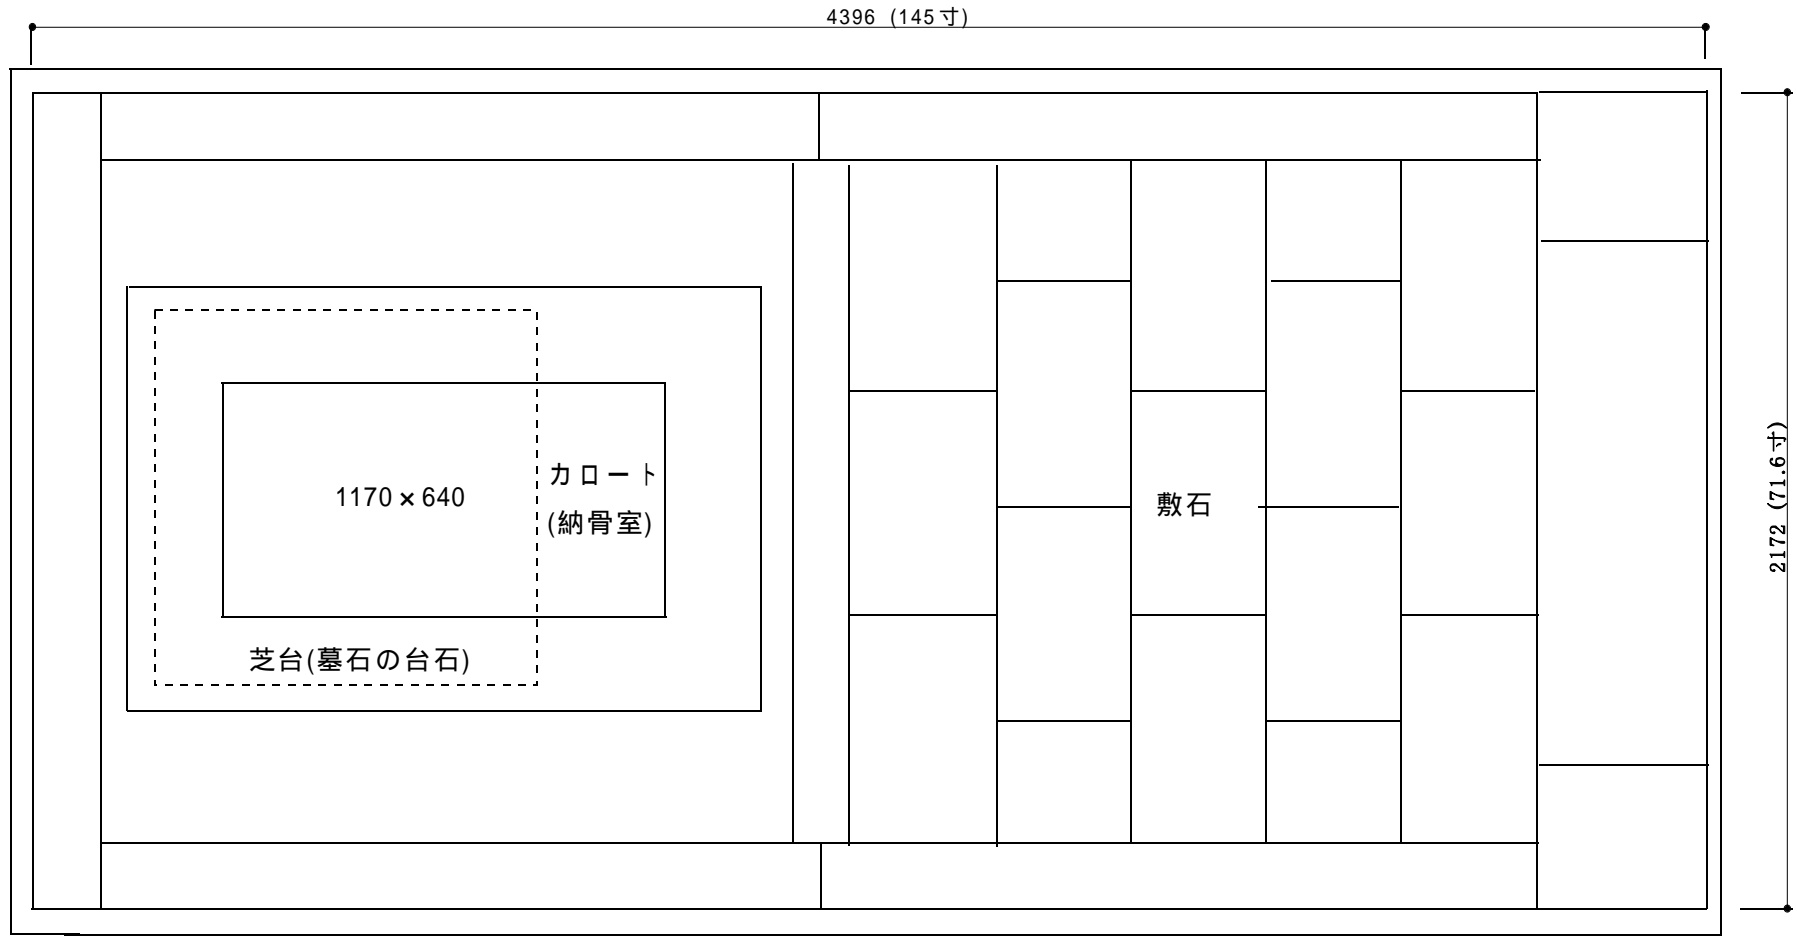 4396 (145寸)
カロート
1170×640
(納骨室)
敷石
芝台(墓石の台石)
2172 (71.6寸)